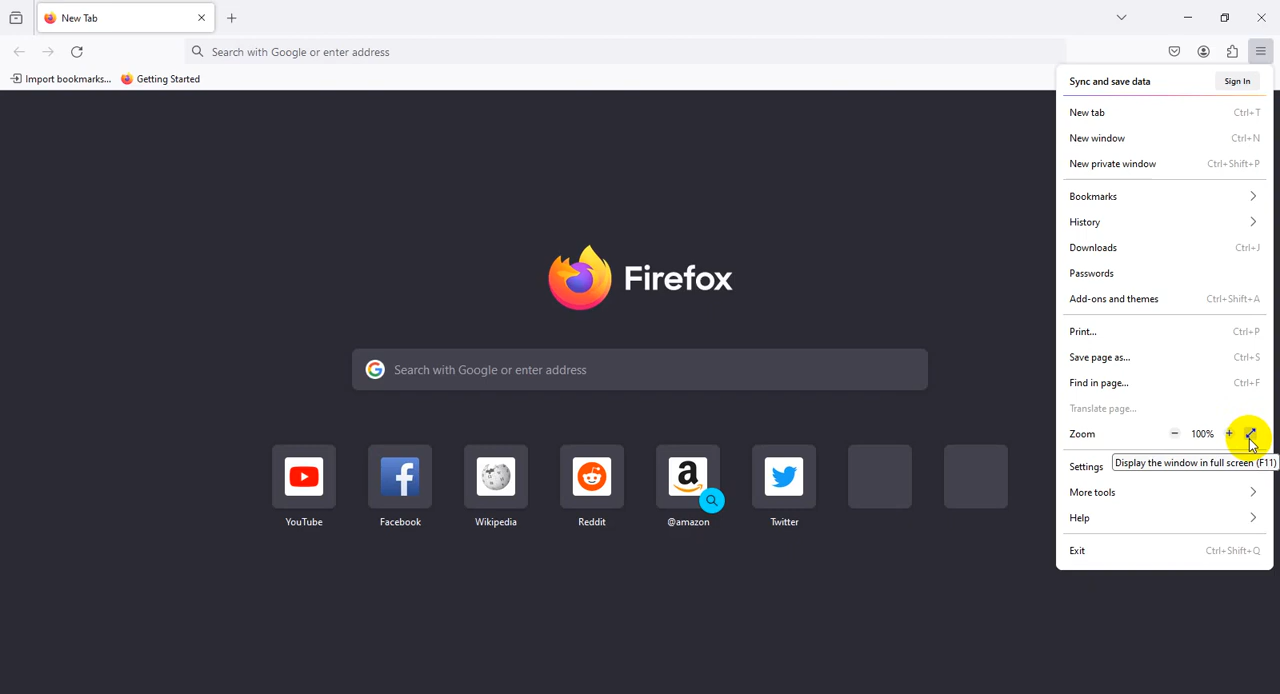 New Tab
Search with Google or enter address
Import bookmarks...
Getting Started
Sync and save data
Sign In
New tab Ctrl+T
New window Ctrl+N
New private window Ctrl+Shift+P
Bookmarks
History
Downloads Ctrl+J
Passwords
Add-ons and themes Ctrl+Shift+A
Print... Ctrl+P
Save page as... Ctrl+S
Find in page... Ctrl+F
Translate page...
Zoom − 100% +
Settings
Display the window in full screen (F11)
More tools
Help
Exit Ctrl+Shift+Q
Firefox
Search with Google or enter address
YouTube
Facebook
Wikipedia
Reddit
@amazon
Twitter